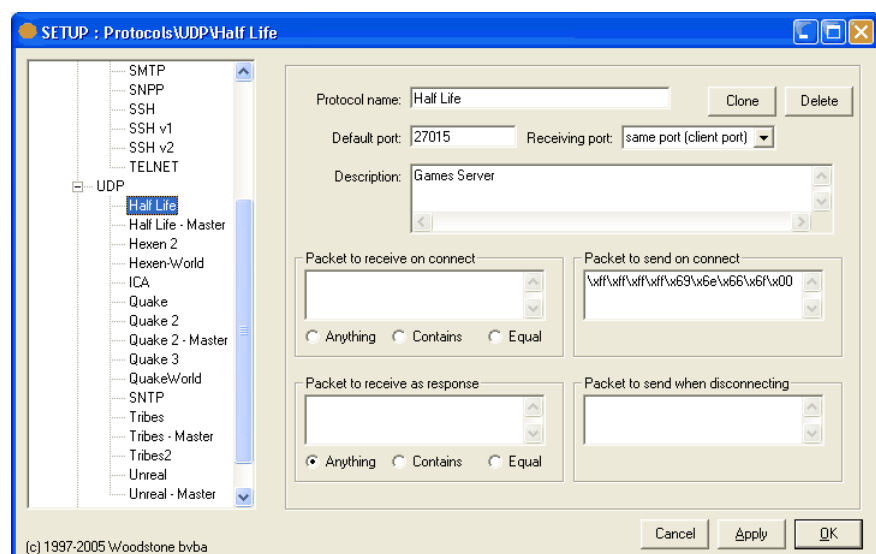 SETUP : Protocols\UDP\Half Life
SMTP
SNPP
SSH
SSH v1
SSH v2
TELNET
UDP
Half Life
Half Life - Master
Hexen 2
Hexen-World
ICA
Quake
Quake 2
Quake 2 - Master
Quake 3
QuakeWorld
SNTP
Tribes
Tribes - Master
Tribes2
Unreal
Unreal - Master
Protocol name: Half Life
Clone Delete
Default port: 27015 Receiving port: same port (client port)
Description: Games Server
Packet to receive on connect
Anything Contains Equal
Packet to send on connect
\xff\xff\xff\xff\x69\x6e\x66\x6f\x00
Packet to receive as response
Anything Contains Equal
Packet to send when disconnecting
Cancel Apply OK
(c) 1997-2005 Woodstone bvba